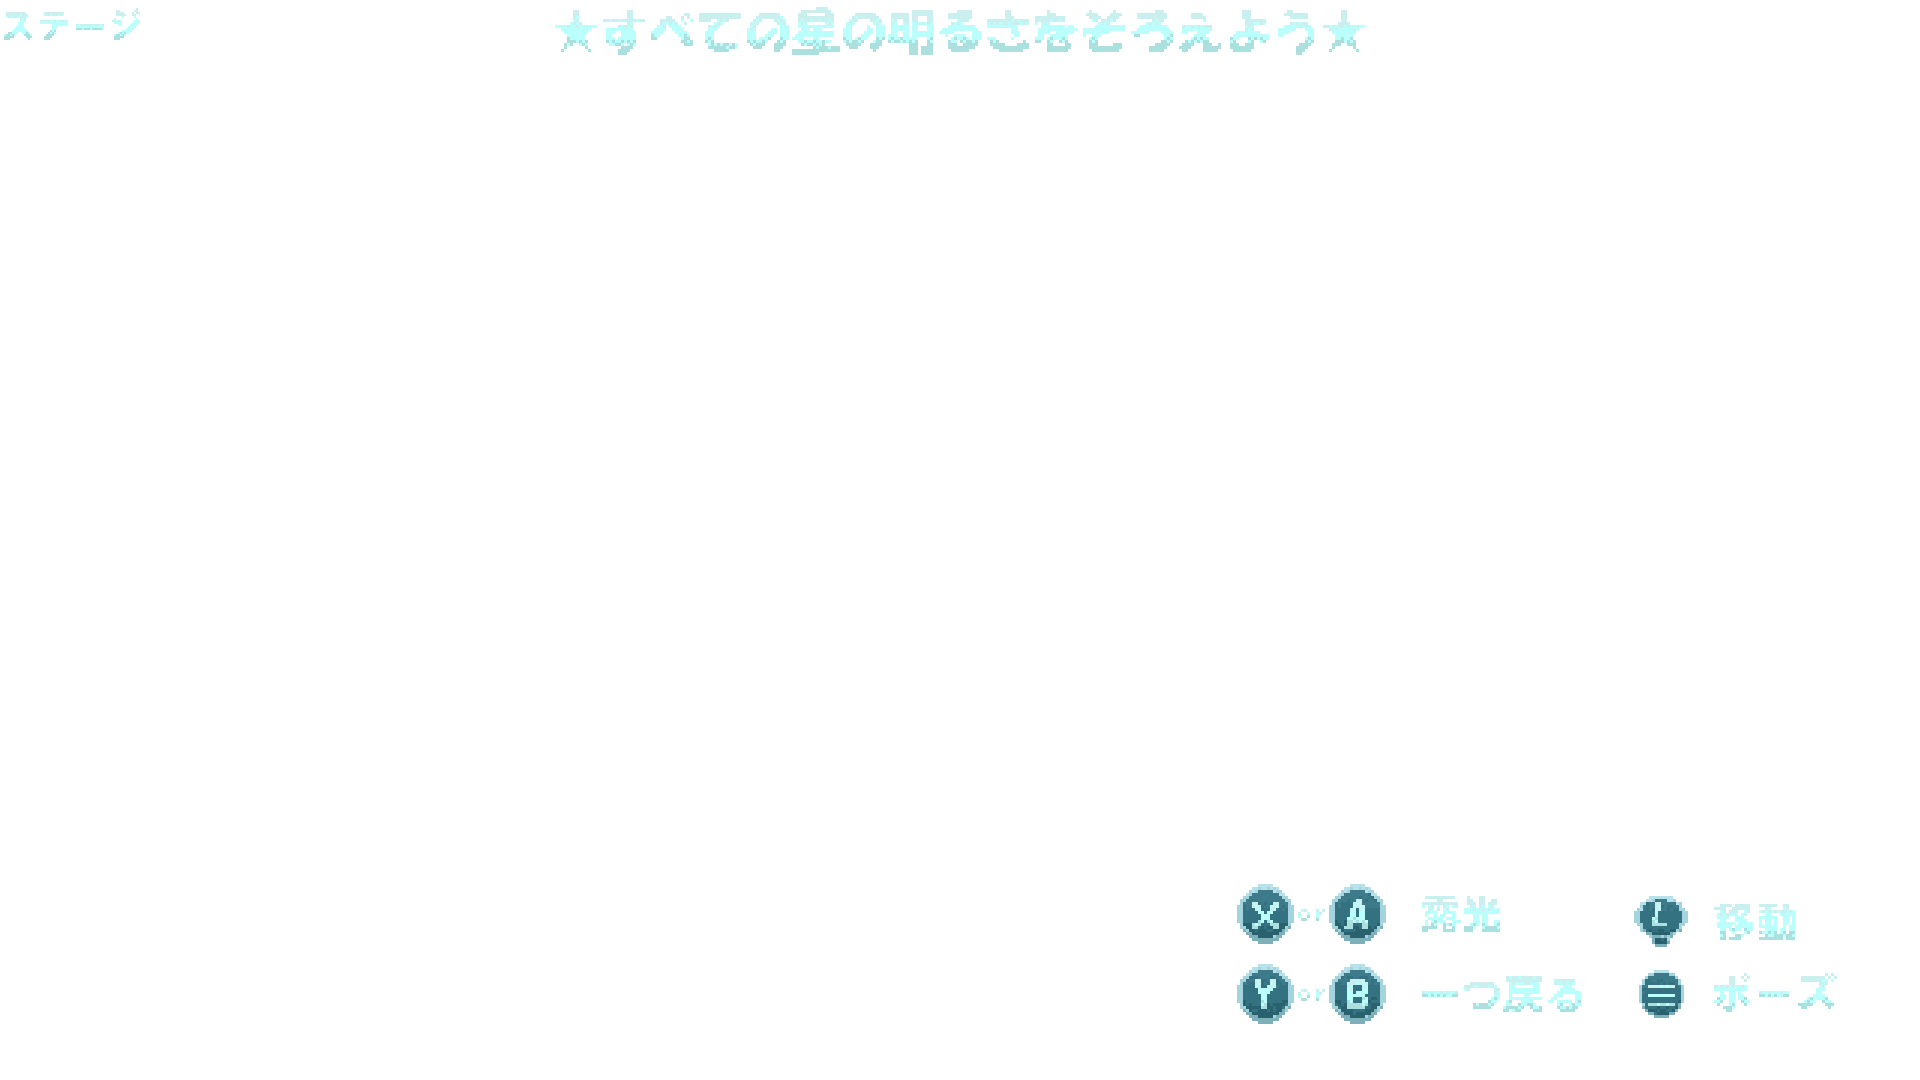 ステージ
★すべての星の明るさをそろえよう★
X or A 露光
L 移動
Y or B 一つ戻る
ポーズ